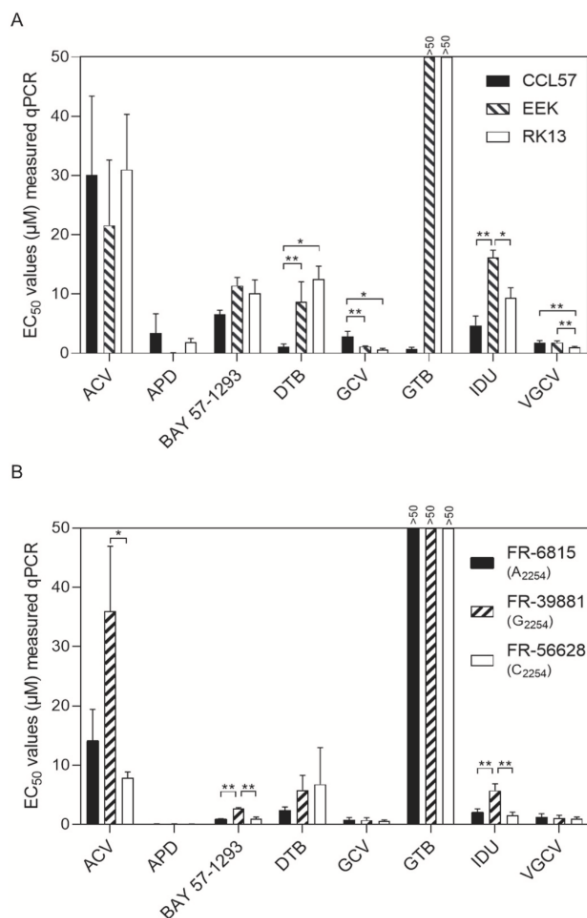 A
EC50 values (µM) measured qPCR
50
40
30
20
10
0
>50
>50
CCL57
EEK
RK13
*
**
*
**
**
*
**
**
ACV
APD
BAY 57-1293
DTB
GCV
GTB
IDU
VGCV
B
EC50 values (µM) measured qPCR
50
40
30
20
10
0
>50
>50
>50
FR-6815
(A2254)
FR-39881
(G2254)
FR-56628
(C2254)
*
**
**
**
**
ACV
APD
BAY 57-1293
DTB
GCV
GTB
IDU
VGCV